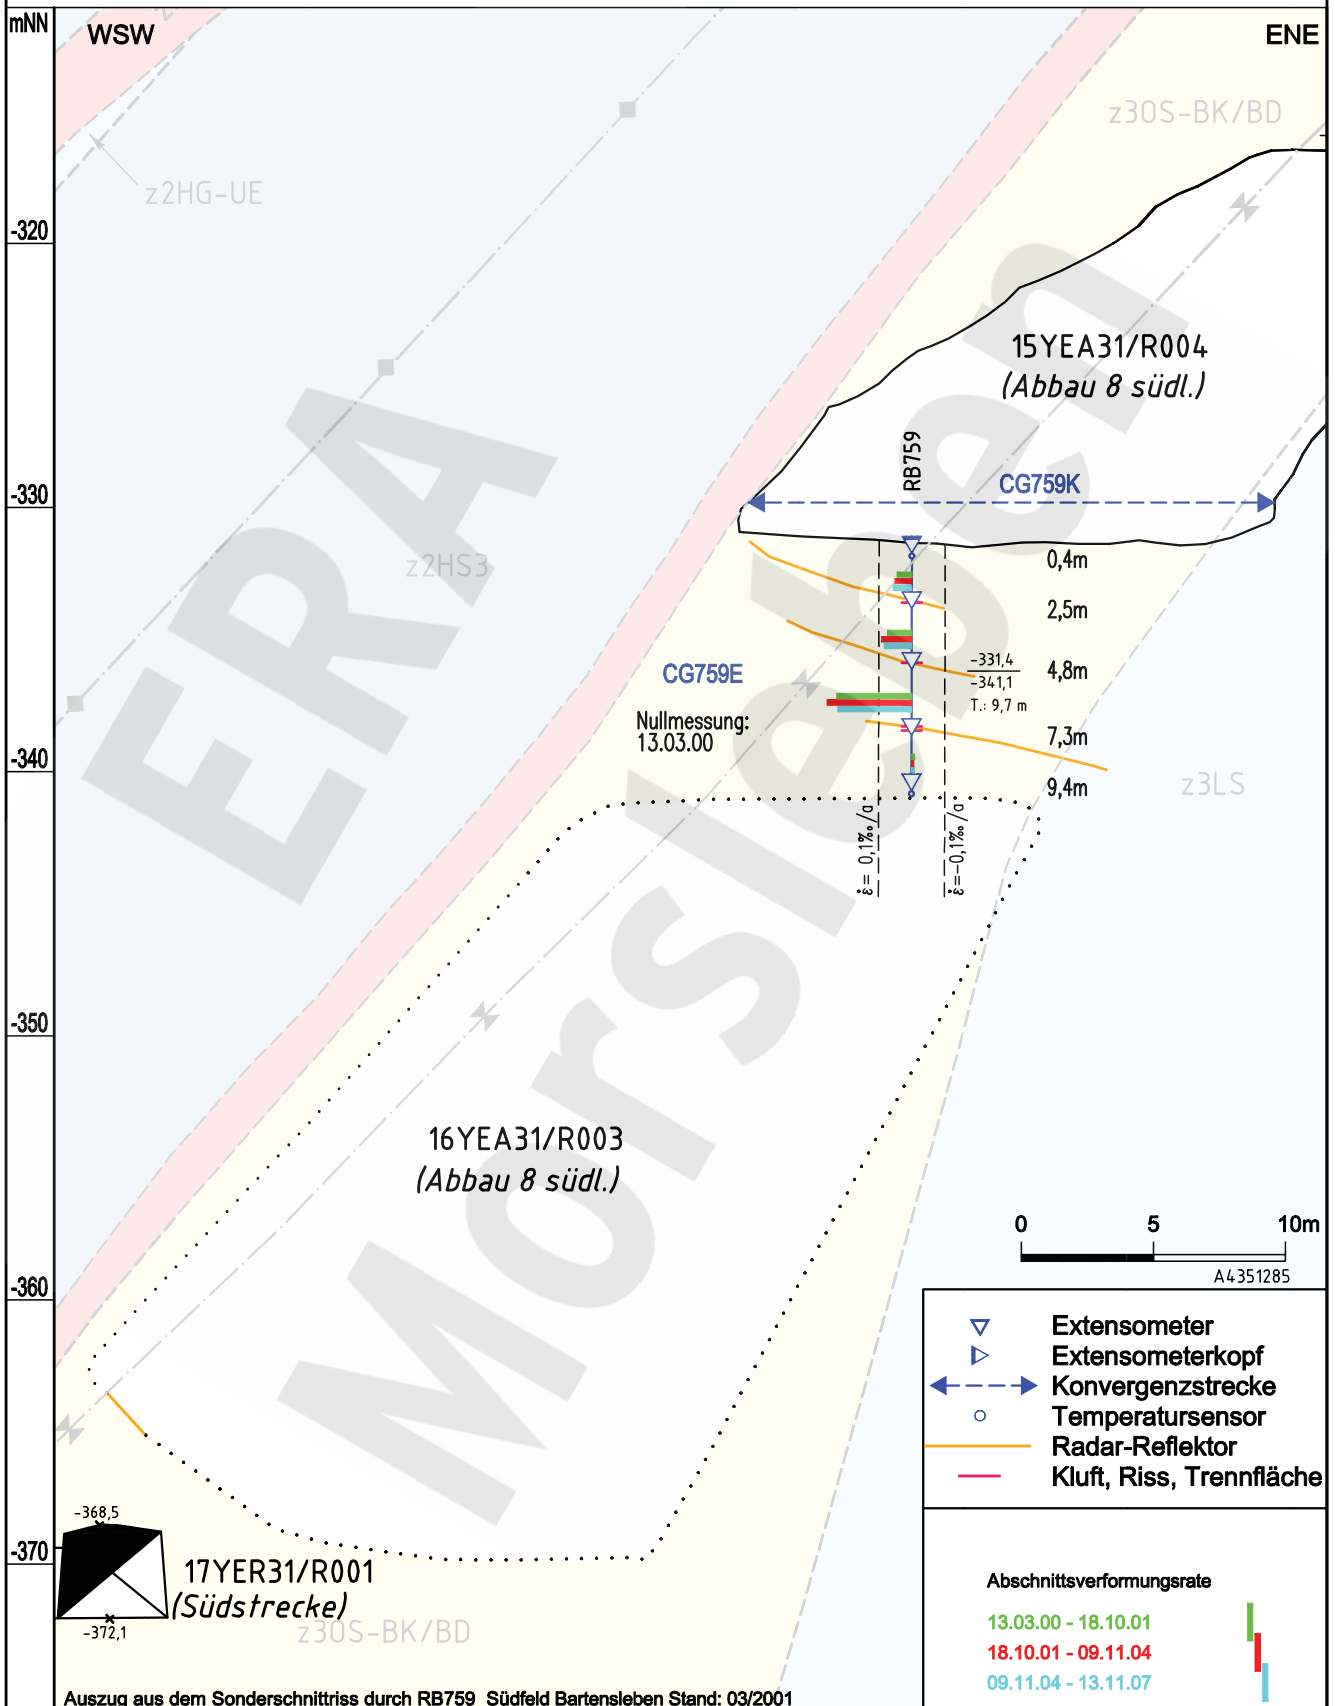 mNN
WSW
ENE
z3OS-BK/BD
z2HG-UE
-320
15YEA31/R004
(Abbau 8 südl.)
RB759
CG759K
-330
z2HS3
0,4m
2,5m
CG759E
-331,4
-341,1
T.: 9,7 m
4,8m
Nullmessung:
13.03.00
7,3m
-340
9,4m
z3LS
ε̇= 0,1‰/a
ε̇=-0,1‰/a
-350
16YEA31/R003
(Abbau 8 südl.)
0 5 10m
A4351285
-360
Extensometer
Extensometerkopf
Konvergenzstrecke
Temperatursensor
Radar-Reflektor
Kluft, Riss, Trennfläche
-368,5
-370
17YER31/R001
(Südstrecke)
-372,1
z3OS-BK/BD
Abschnittsverformungsrate
13.03.00 - 18.10.01
18.10.01 - 09.11.04
09.11.04 - 13.11.07
Auszug aus dem Sonderschnittriss durch RB759 Südfeld Bartensleben Stand: 03/2001
ERA
Morsleben